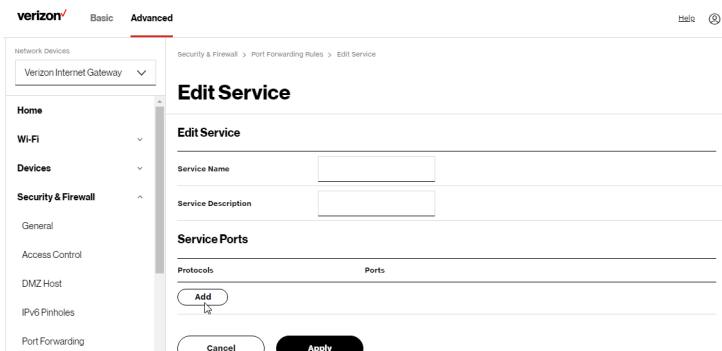 verizon Basic Advanced Help
Network Devices
Verizon Internet Gateway
Home
Wi-Fi
Devices
Security & Firewall
General
Access Control
DMZ Host
IPv6 Pinholes
Port Forwarding
Security & Firewall > Port Forwarding Rules > Edit Service
Edit Service
Edit Service
Service Name
Service Description
Service Ports
Protocols Ports
Add
Cancel Apply